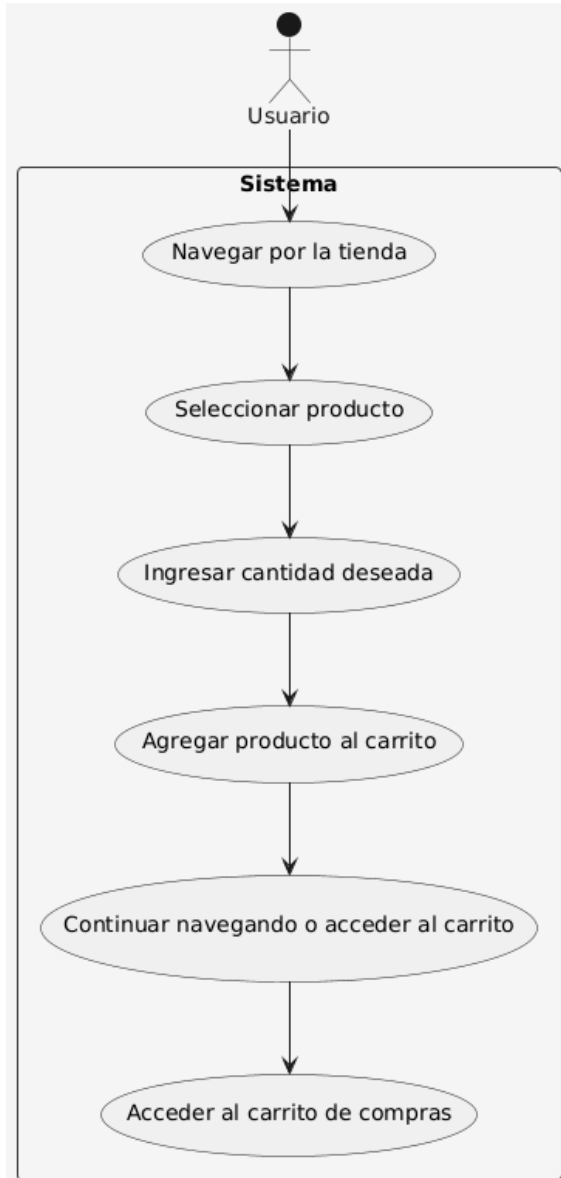 Usuario
Sistema
Navegar por la tienda
Seleccionar producto
Ingresar cantidad deseada
Agregar producto al carrito
Continuar navegando o acceder al carrito
Acceder al carrito de compras